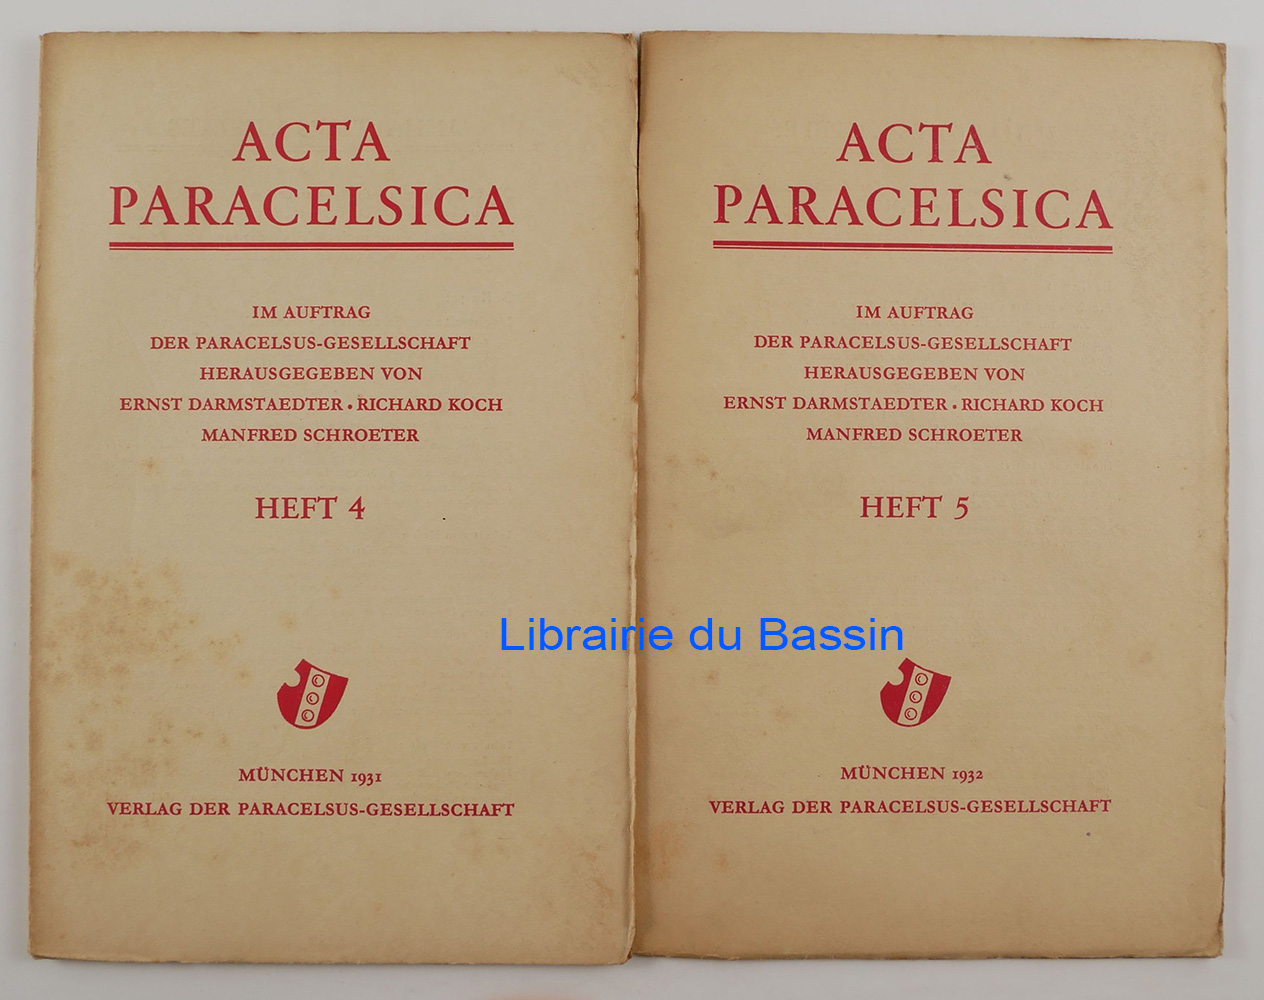 ACTA
PARACELSICA
IM AUFTRAG
DER PARACELSUS-GESELLSCHAFT
HERAUSGEGEBEN VON
ERNST DARMSTAEDTER • RICHARD KOCH
MANFRED SCHROETER
HEFT 4
MÜNCHEN 1931
VERLAG DER PARACELSUS-GESELLSCHAFT
ACTA
PARACELSICA
IM AUFTRAG
DER PARACELSUS-GESELLSCHAFT
HERAUSGEGEBEN VON
ERNST DARMSTAEDTER • RICHARD KOCH
MANFRED SCHROETER
HEFT 5
MÜNCHEN 1932
VERLAG DER PARACELSUS-GESELLSCHAFT
Librairie du Bassin